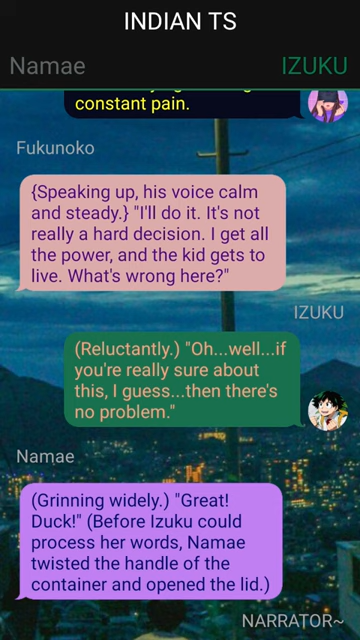 INDIAN TS
Namae IZUKU
constant pain.
Fukunoko
{Speaking up, his voice calm
and steady.} "I'll do it. It's not
really a hard decision. I get all
the power, and the kid gets to
live. What's wrong here?"
IZUKU
(Reluctantly.) "Oh...well...if
you're really sure about
this, I guess...then there's
no problem."
Namae
(Grinning widely.) "Great!
Duck!" (Before Izuku could
process her words, Namae
twisted the handle of the
container and opened the lid.)
NARRATOR~